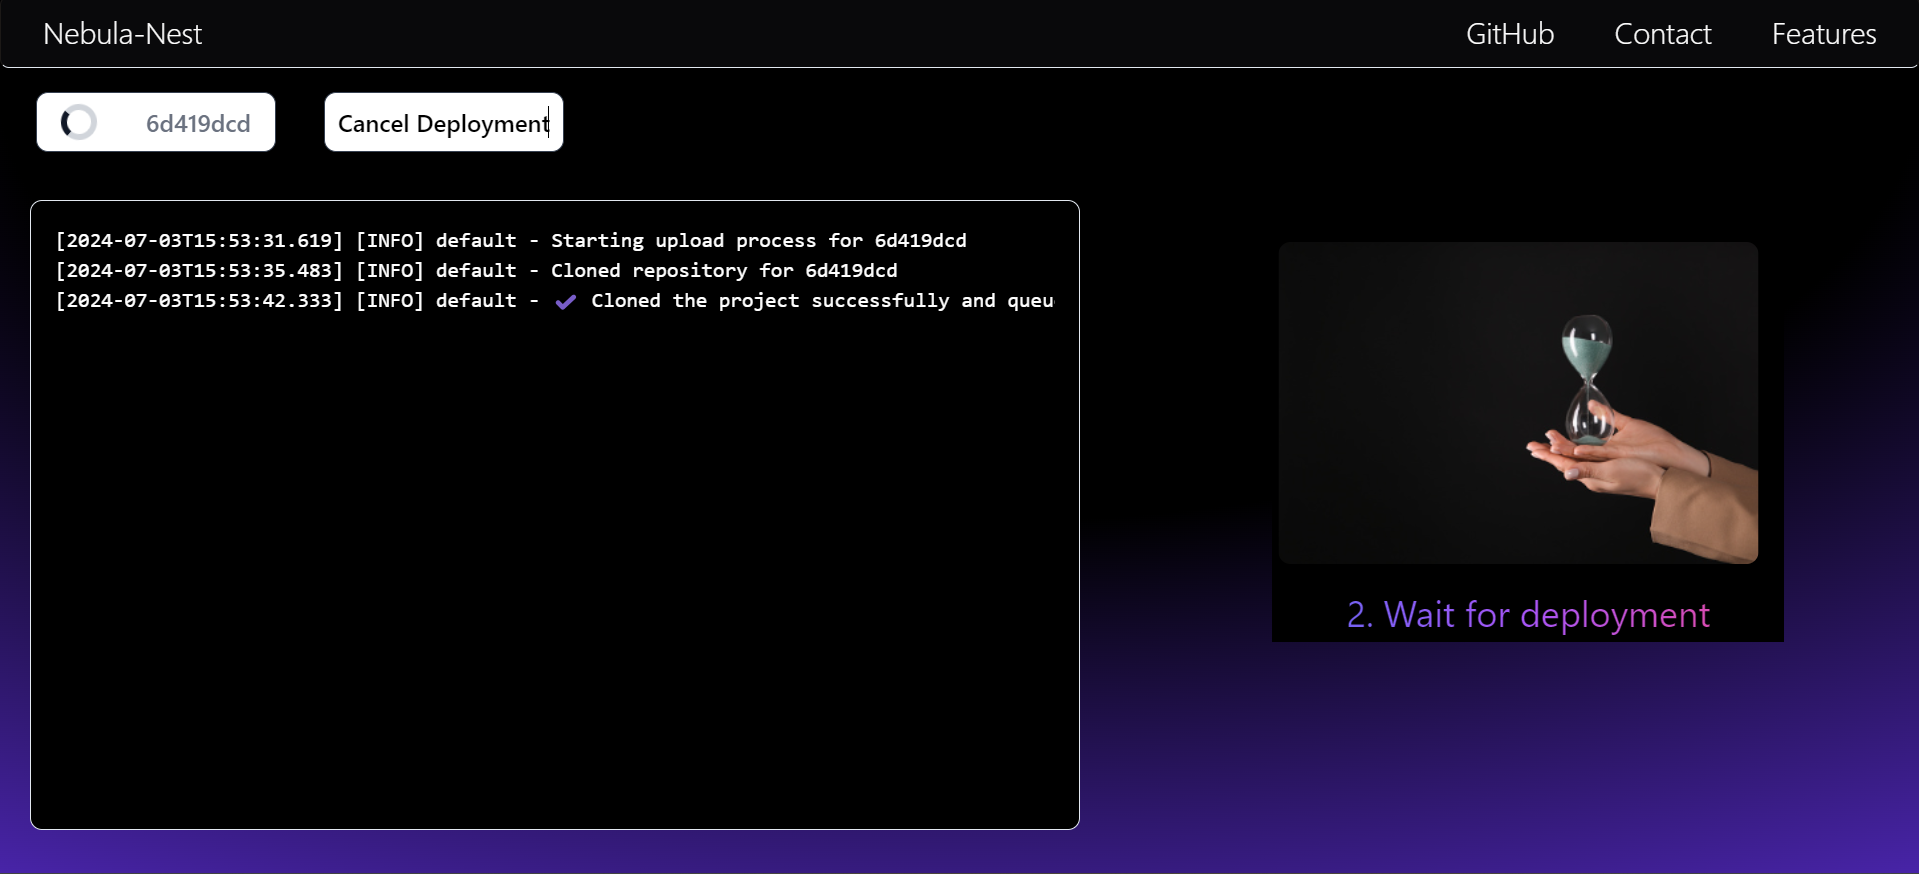 Nebula-Nest GitHub Contact Features
6d419dcd Cancel Deployment
[2024-07-03T15:53:31.619] [INFO] default - Starting upload process for 6d419dcd
[2024-07-03T15:53:35.483] [INFO] default - Cloned repository for 6d419dcd
[2024-07-03T15:53:42.333] [INFO] default - ✔ Cloned the project successfully and
2. Wait for deployment